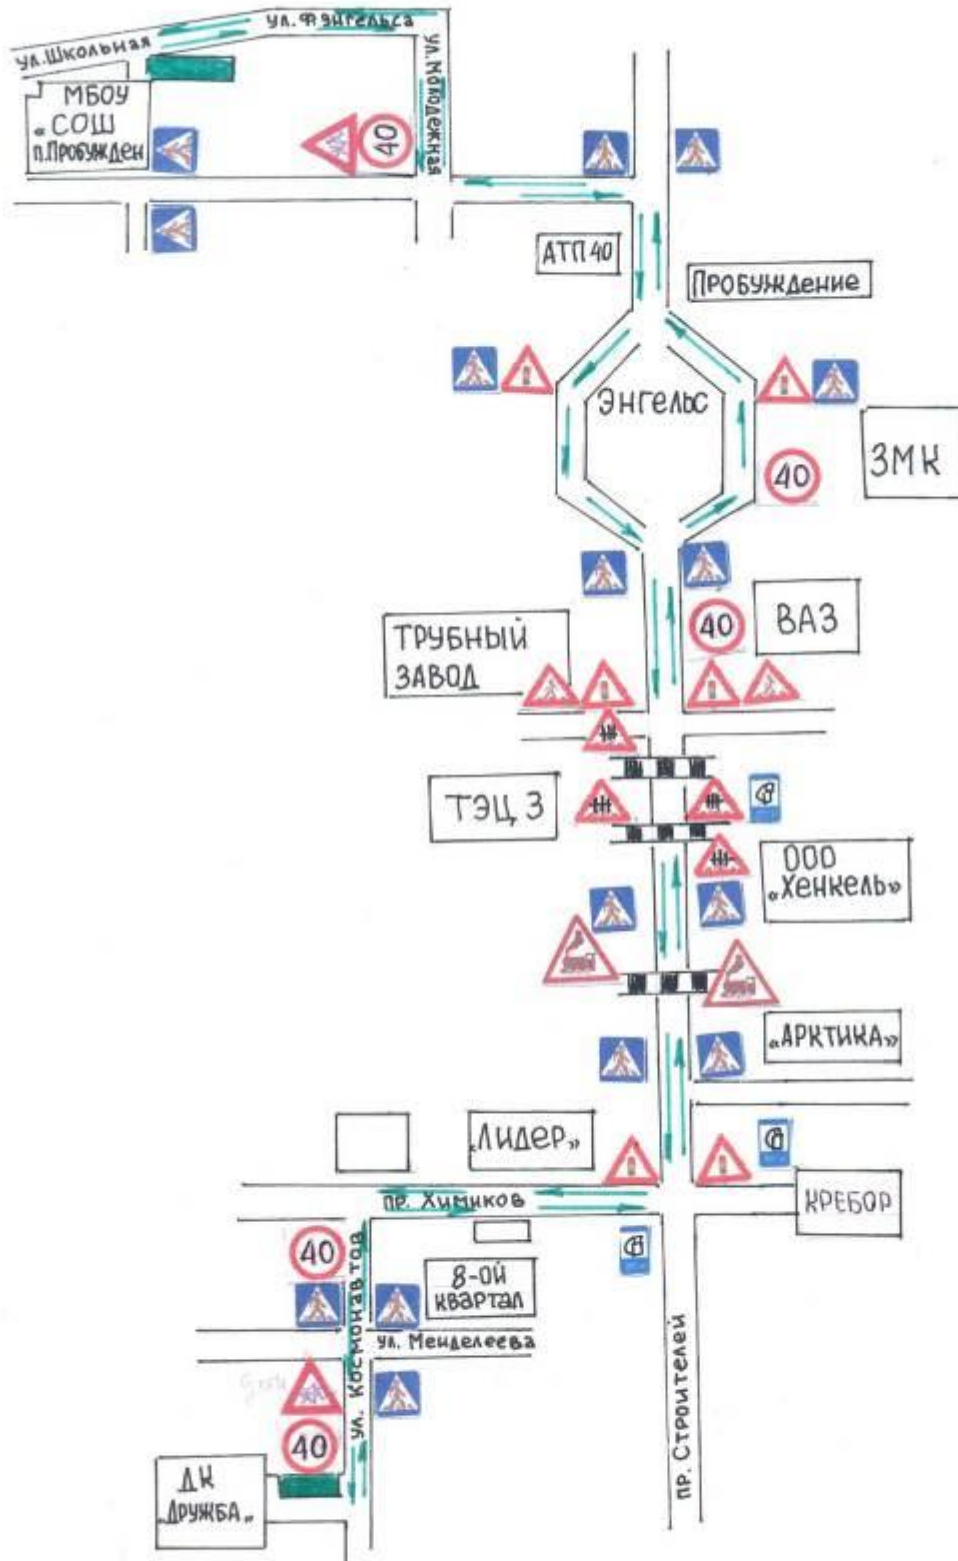 ул. Ф Энгельса
ул.Школьная
ул. Молодежная
МБОУ
«СОШ
п.Пробужден
40
АТП 40
Пробуждение
Энгельс
ЗМК
40
ТРУБНЫЙ
ЗАВОД
40
ВАЗ
ТЭЦ 3
ООО
«Хенкель»
«АРКТИКА»
«ЛИДЕР»
КРЕБОР
пр. Химиков
40
8-ой
квартал
ул. Менделеева
ул. Космонавтов
пр. Строителей
40
ДК
«Дружба»